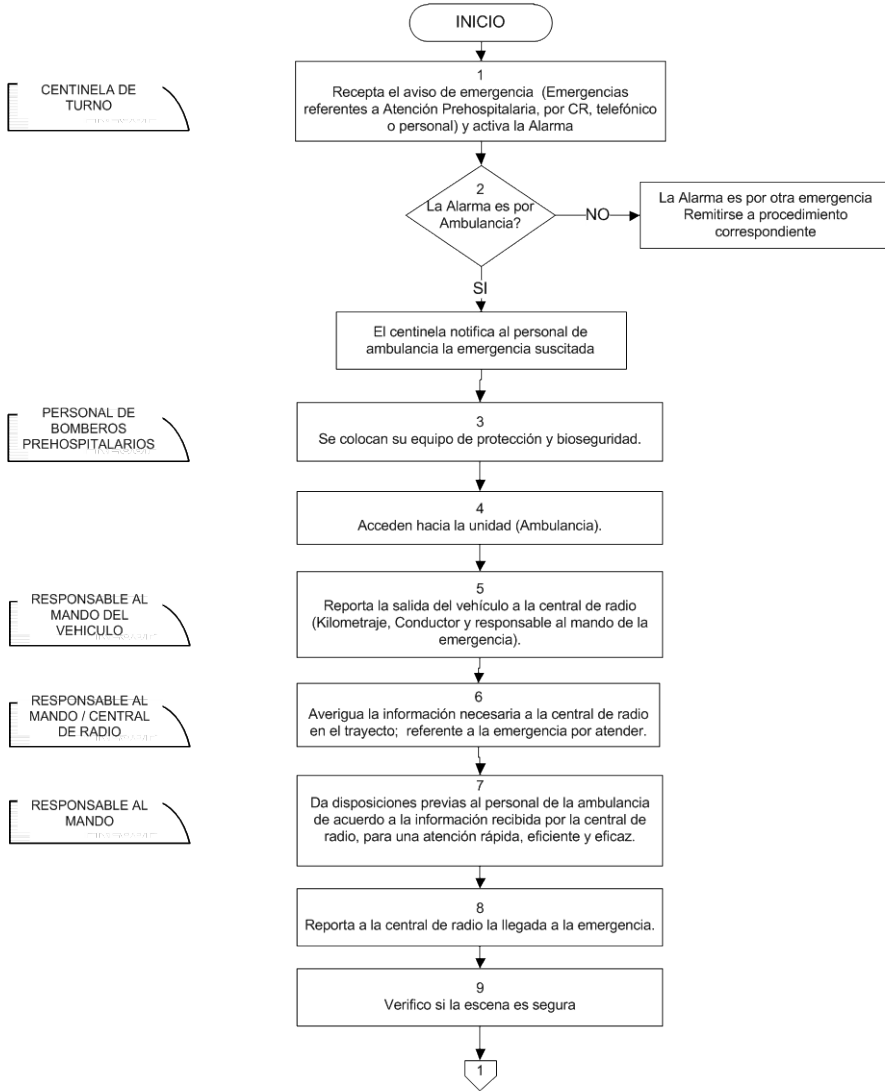 INICIO
CENTINELA DE
TURNO
1
Recepta el aviso de emergencia (Emergencias
referentes a Atención Prehospitalaria, por CR, telefónico
o personal) y activa la Alarma
2
La Alarma es por
Ambulancia?
NO
La Alarma es por otra emergencia
Remitirse a procedimiento
correspondiente
SI
El centinela notifica al personal de
ambulancia la emergencia suscitada
PERSONAL DE
BOMBEROS
PREHOSPITALARIOS
3
Se colocan su equipo de protección y bioseguridad.
4
Acceden hacia la unidad (Ambulancia).
RESPONSABLE AL
MANDO DEL
VEHICULO
5
Reporta la salida del vehículo a la central de radio
(Kilometraje, Conductor y responsable al mando de la
emergencia).
RESPONSABLE AL
MANDO / CENTRAL
DE RADIO
6
Averigua la información necesaria a la central de radio
en el trayecto; referente a la emergencia por atender.
RESPONSABLE AL
MANDO
7
Da disposiciones previas al personal de la ambulancia
de acuerdo a la información recibida por la central de
radio, para una atención rápida, eficiente y eficaz.
8
Reporta a la central de radio la llegada a la emergencia.
9
Verifico si la escena es segura
1